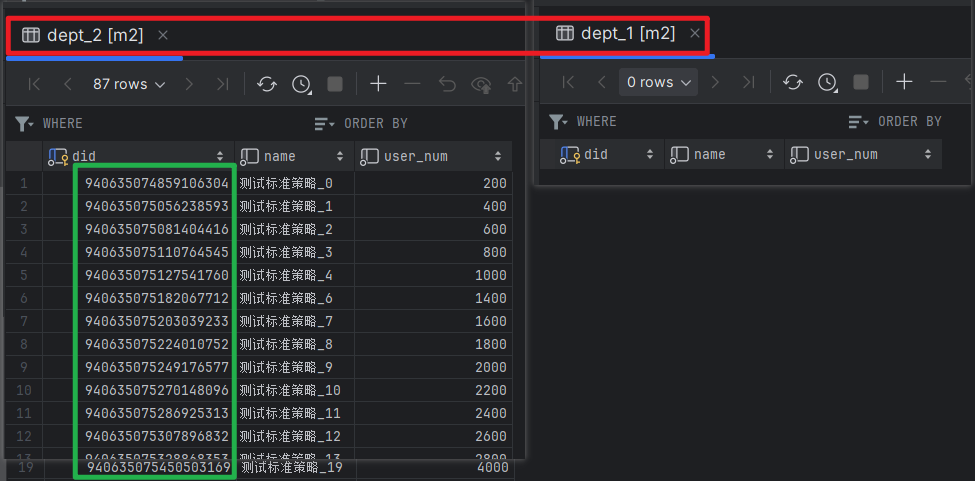 dept_2 [m2]
87 rows
WHERE
ORDER BY
did name user_num
1 940635074859106304 测试标准策略_0 200
2 940635075056238593 测试标准策略_1 400
3 940635075081404416 测试标准策略_2 600
4 940635075110764545 测试标准策略_3 800
5 940635075127541760 测试标准策略_4 1000
6 940635075182067712 测试标准策略_6 1400
7 940635075203039233 测试标准策略_7 1600
8 940635075224010752 测试标准策略_8 1800
9 940635075249176577 测试标准策略_9 2000
10 940635075270148096 测试标准策略_10 2200
11 940635075286925313 测试标准策略_11 2400
12 940635075307896832 测试标准策略_12 2600
13 940635075328868353 测试标准策略_13 2800
19 940635075450503169 测试标准策略_19 4000
dept_1 [m2]
0 rows
WHERE
ORDER BY
did name user_num